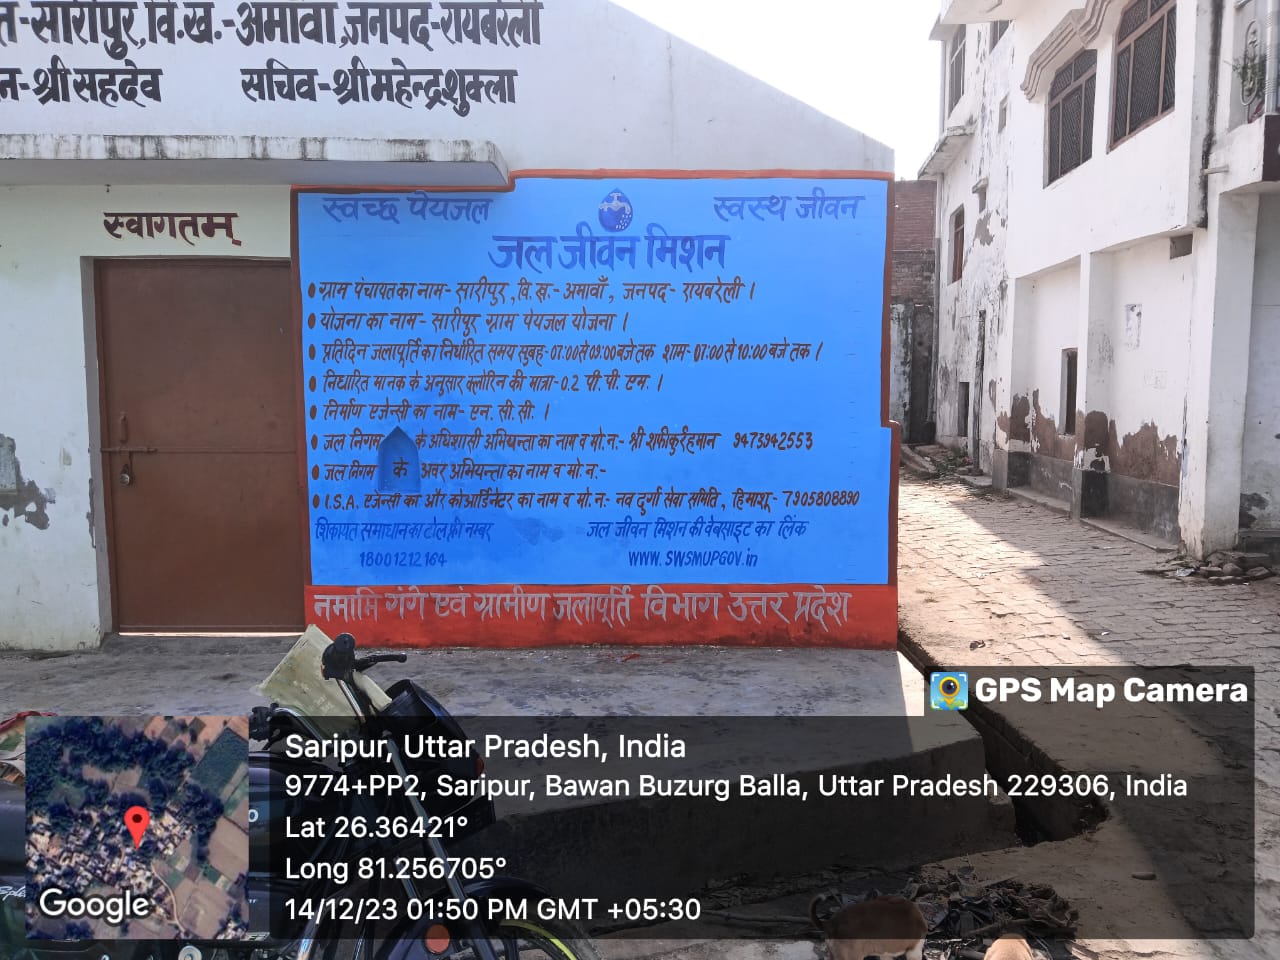 त-सारीपुर,वि.ख.-अमावां,जनपद-रायबरेली
न-श्री सहदेव सचिव-श्री महेन्द्र शुक्ला
स्वागतम्
स्वच्छ पेयजल स्वस्थ जीवन
जल जीवन मिशन
ग्राम पंचायत का नाम- सारीपुर, वि.ख.- अमावाँ, जनपद- रायबरेली ।
योजना का नाम- सारीपुर ग्राम पेयजल योजना ।
प्रतिदिन जलापूर्ति का निर्धारित समय सुबह-07:00 से 09:00 बजे तक शाम-07:00 से 10:00 बजे तक ।
निर्धारित मानक के अनुसार क्लोरिन की मात्रा-0.2 पी.पी.एम. ।
निर्माण एजेन्सी का नाम- एन.सी.सी. ।
जल निगम के अधिशासी अभियन्ता का नाम व मो.न:- श्री शफीकुर्रहमान 9473942553
जल निगम के अवर अभियन्ता का नाम व मो.न:-
I.S.A. एजेन्सी का और कोआर्डिनेटर का नाम व मो.न:- नव दुर्गा सेवा समिति, हिमांशू- 7905808890
शिकायत समाधान का टोल फ्री नम्बर जल जीवन मिशन की वेबसाइट का लिंक
18001212164 WWW.SWSMUPGOV.in
नमामि गंगे एवं ग्रामीण जलापूर्ति विभाग उत्तर प्रदेश
GPS Map Camera
Saripur, Uttar Pradesh, India
9774+PP2, Saripur, Bawan Buzurg Balla, Uttar Pradesh 229306, India
Lat 26.36421°
Long 81.256705°
14/12/23 01:50 PM GMT +05:30
Google